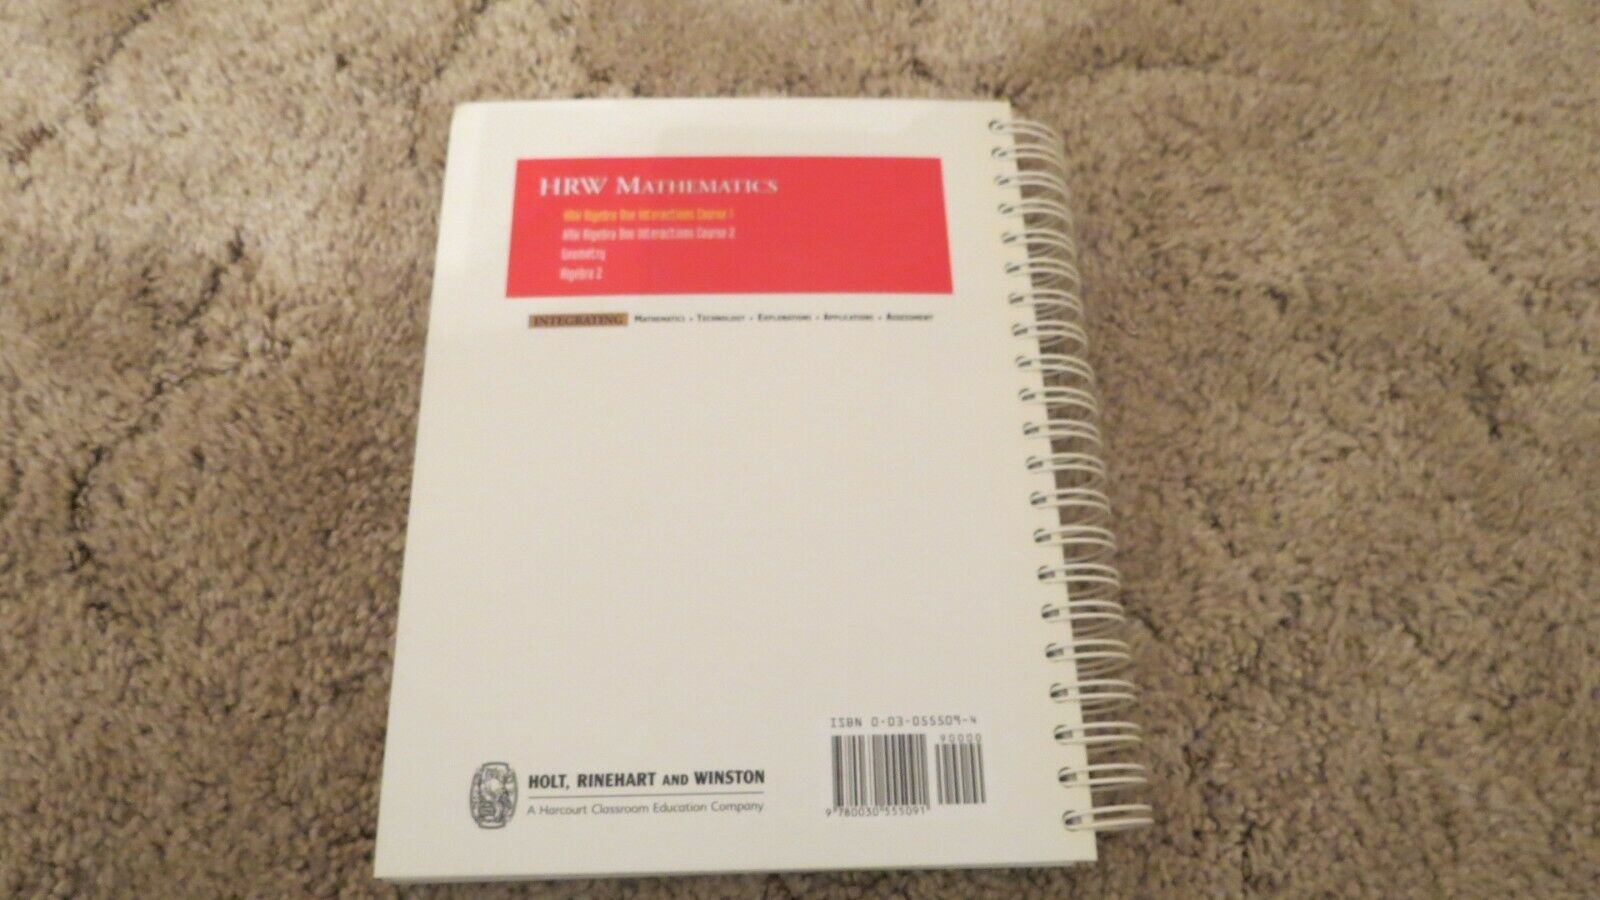 HRW MATHEMATICS
HRW Algebra One Interactions Course 1
HRW Algebra One Interactions Course 2
Geometry
Algebra 2
INTEGRATING MATHEMATICS • TECHNOLOGY • EXPLORATIONS • APPLICATIONS • ASSESSMENT
ISBN 0-03-055509-4
90000
9 780030 555091
HOLT, RINEHART AND WINSTON
A Harcourt Classroom Education Company